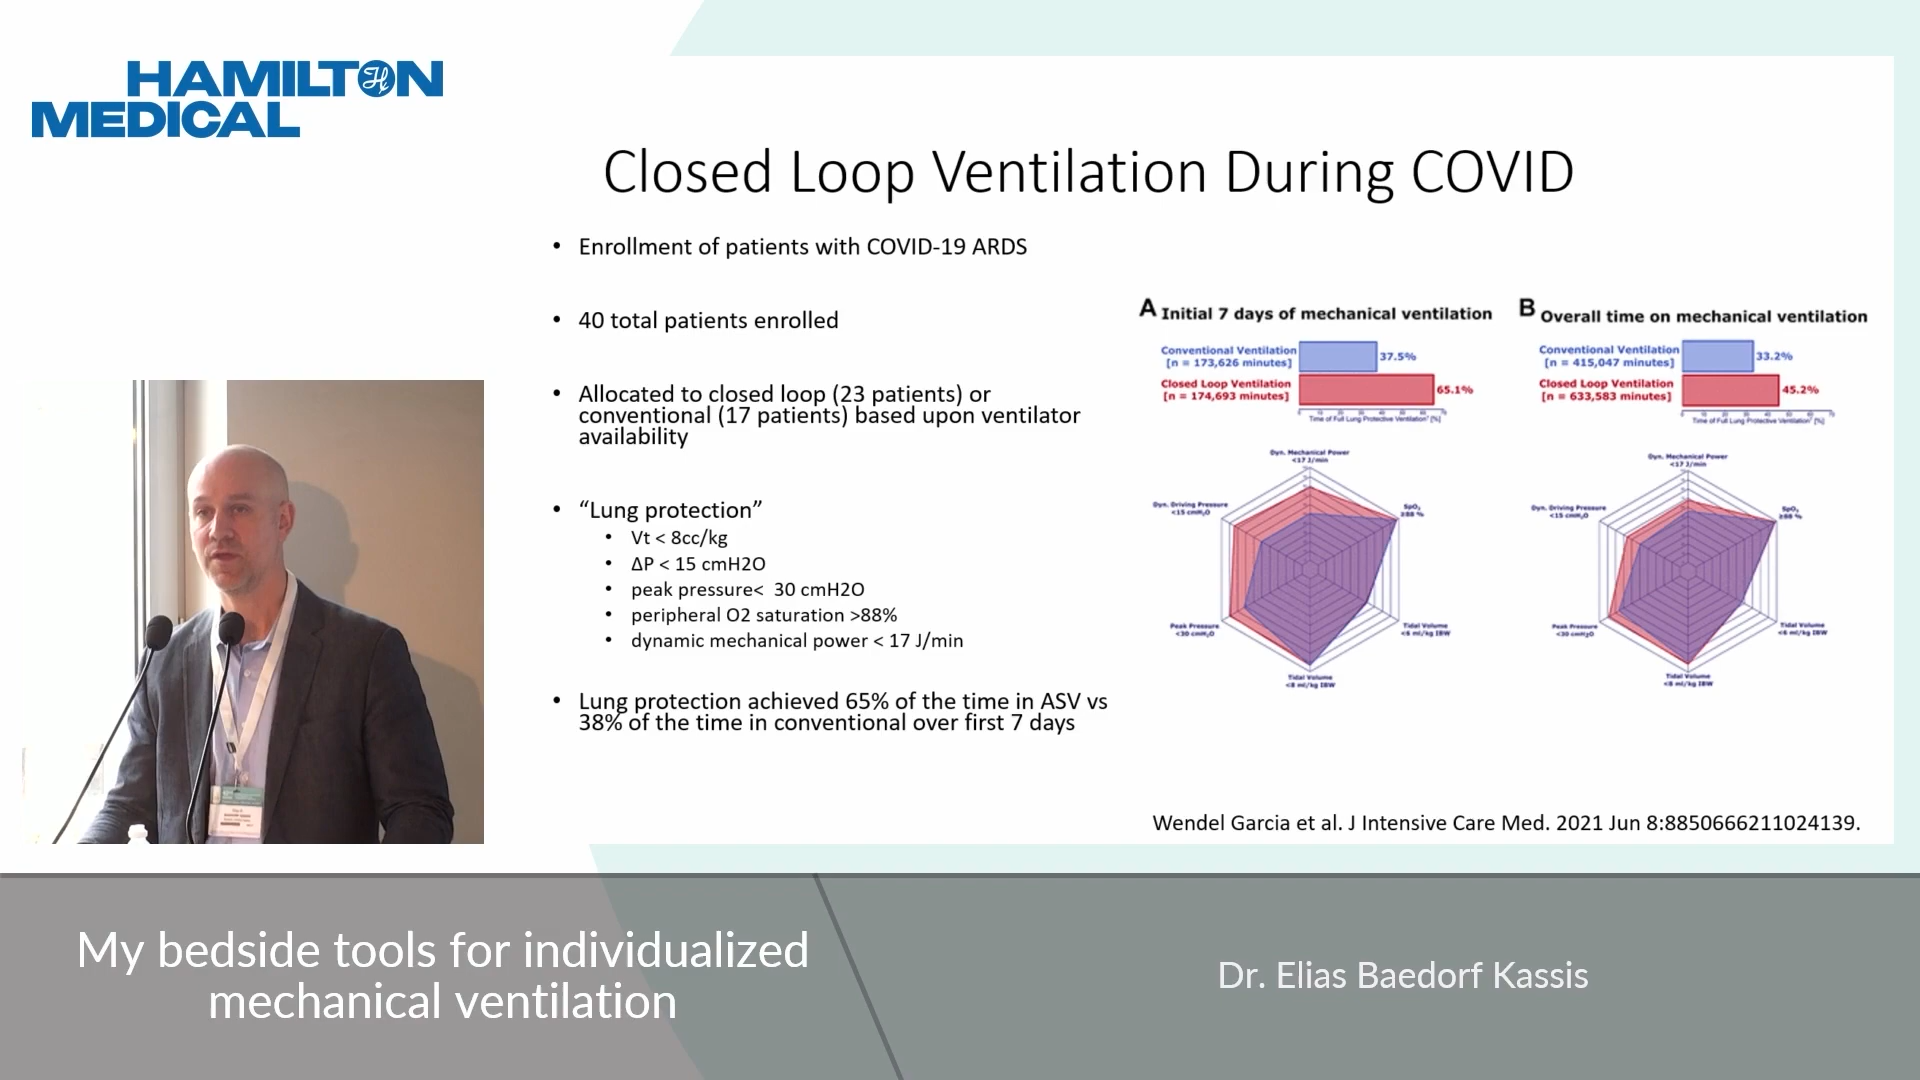 HAMILTON
MEDICAL
Closed Loop Ventilation During COVID
• Enrollment of patients with COVID-19 ARDS
• 40 total patients enrolled
• Allocated to closed loop (23 patients) or
conventional (17 patients) based upon ventilator
availability
• “Lung protection”
• Vt < 8cc/kg
• ΔP < 15 cmH2O
• peak pressure< 30 cmH2O
• peripheral O2 saturation >88%
• dynamic mechanical power < 17 J/min
• Lung protection achieved 65% of the time in ASV vs
38% of the time in conventional over first 7 days
A Initial 7 days of mechanical ventilation
Conventional Ventilation
[n = 173,626 minutes]
37.5%
Closed Loop Ventilation
[n = 174,693 minutes]
65.1%
Time of Full Lung Protective Ventilation [%]
Dyn. Mechanical Power
<17 J/min
Dyn. Driving Pressure
<15 cmH₂O
SpO₂
≥88 %
Peak Pressure
<30 cmH₂O
Tidal Volume
<6 ml/kg IBW
Tidal Volume
<8 ml/kg IBW
B Overall time on mechanical ventilation
Conventional Ventilation
[n = 415,047 minutes]
33.2%
Closed Loop Ventilation
[n = 633,583 minutes]
45.2%
Time of Full Lung Protective Ventilation [%]
Dyn. Mechanical Power
<17 J/min
Dyn. Driving Pressure
<15 cmH₂O
SpO₂
≥88 %
Peak Pressure
<30 cmH₂O
Tidal Volume
<6 ml/kg IBW
Tidal Volume
<8 ml/kg IBW
Wendel Garcia et al. J Intensive Care Med. 2021 Jun 8:8850666211024139.
My bedside tools for individualized
mechanical ventilation
Dr. Elias Baedorf Kassis